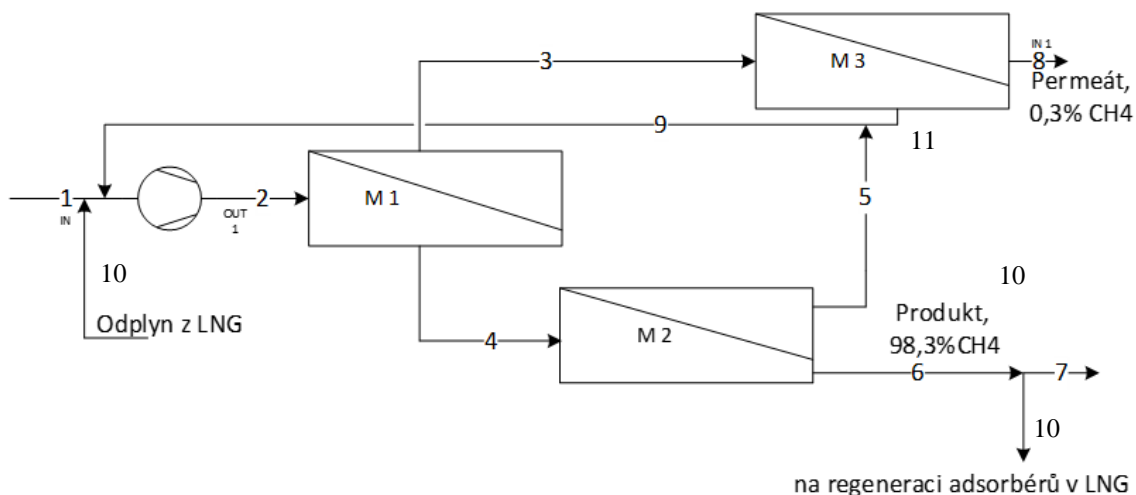 3
M 3
IN 1
8
Permeát,
0,3% CH4
9
11
1
IN
2
OUT
1
M 1
5
10
Odplyn z LNG
4
M 2
10
Produkt,
98,3%CH4
6
7
10
na regeneraci adsorbérů v LNG